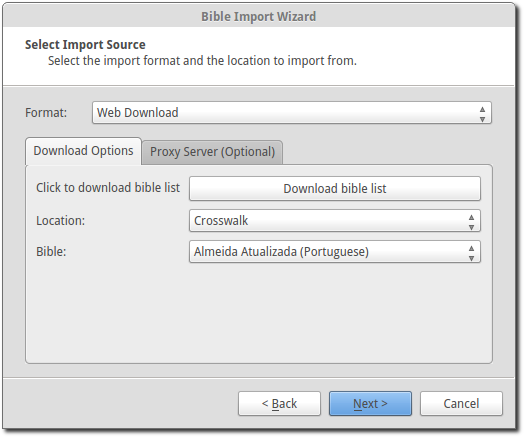 Bible Import Wizard
Select Import Source
Select the import format and the location to import from.
Format: Web Download
Download Options Proxy Server (Optional)
Click to download bible list Download bible list
Location: Crosswalk
Bible: Almeida Atualizada (Portuguese)
< Back Next > Cancel